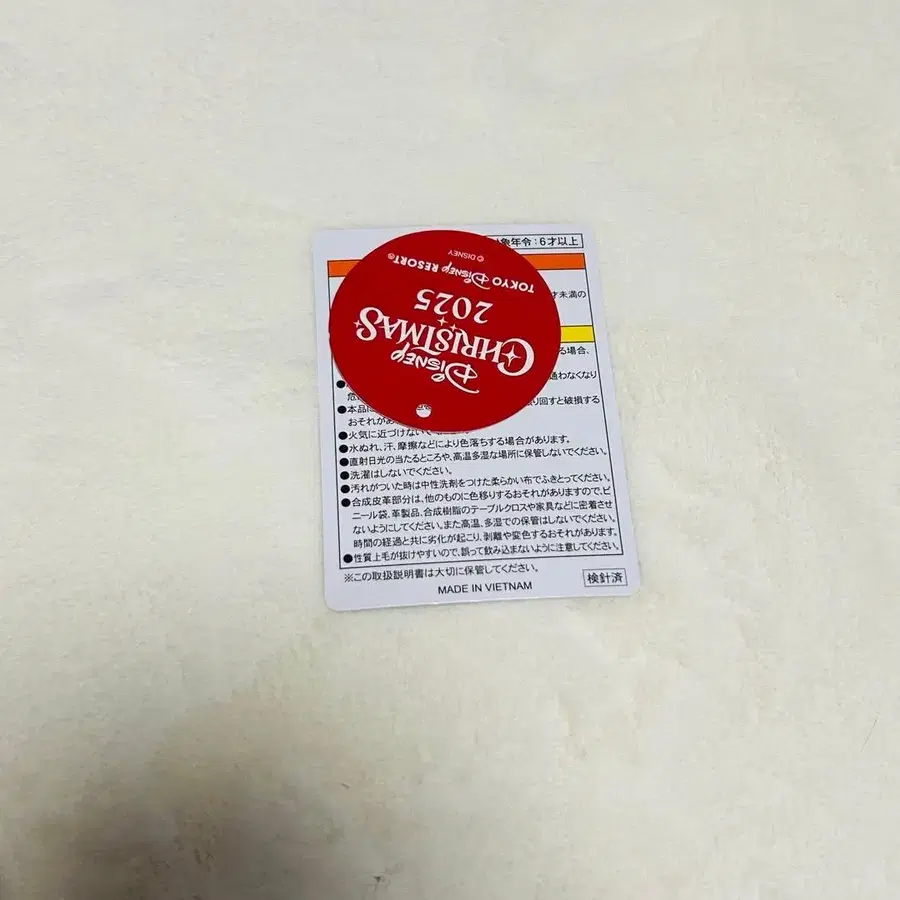 対象年令:6才以上
才未満の
る場合、
通わなくなり
り回すと破損する
おそれがあ
●火気に近づけない
●水ぬれ、汗、摩擦などにより色落ちする場合があります。
●直射日光の当たるところや、高温多湿な場所に保管しないでください。
●洗濯はしないでください。
●汚れがついた時は中性洗剤をつけた柔らかい布でふきとってください。
●合成皮革部分は、他のものに色移りするおそれがありますので、ビ
ニール袋、革製品、合成樹脂のテーブルクロスや家具などに密着させ
ないようにしてください。また高温、多湿での保管はしないでください。
時間の経過と共に劣化が起こり、剥離や変色するおそれがあります。
●性質上毛が抜けやすいので、誤って飲み込まないように注意してください。
※この取扱説明書は大切に保管してください。
検針済
MADE IN VIETNAM
Disney
CHRISTMAS
2025
TOKYO Disney RESORT®
© DISNEY